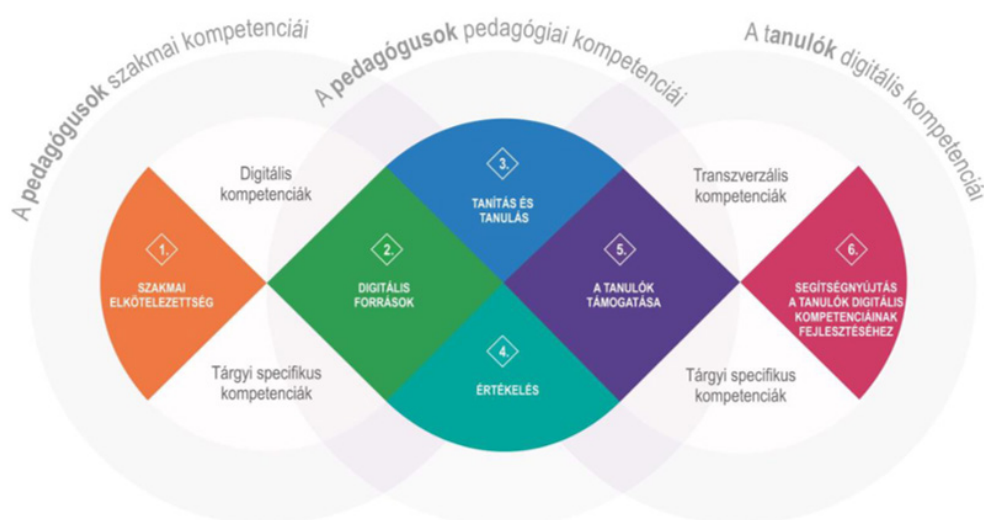 A pedagógusok szakmai kompetenciái
A pedagógusok pedagógiai kompetenciái
A tanulók digitális kompetenciái
Digitális
kompetenciák
3.
TANÍTÁS ÉS
TANULÁS
Transzverzális
kompetenciák
1.
SZAKMAI
ELKÖTELEZETTSÉG
2.
DIGITÁLIS
FORRÁSOK
5.
A TANULÓK
TÁMOGATÁSA
6.
SEGÍTSÉGNYÚJTÁS
A TANULÓK DIGITÁLIS
KOMPETENCIÁINAK
FEJLESZTÉSÉHEZ
Tárgyi specifikus
kompetenciák
4.
ÉRTÉKELÉS
Tárgyi specifikus
kompetenciák